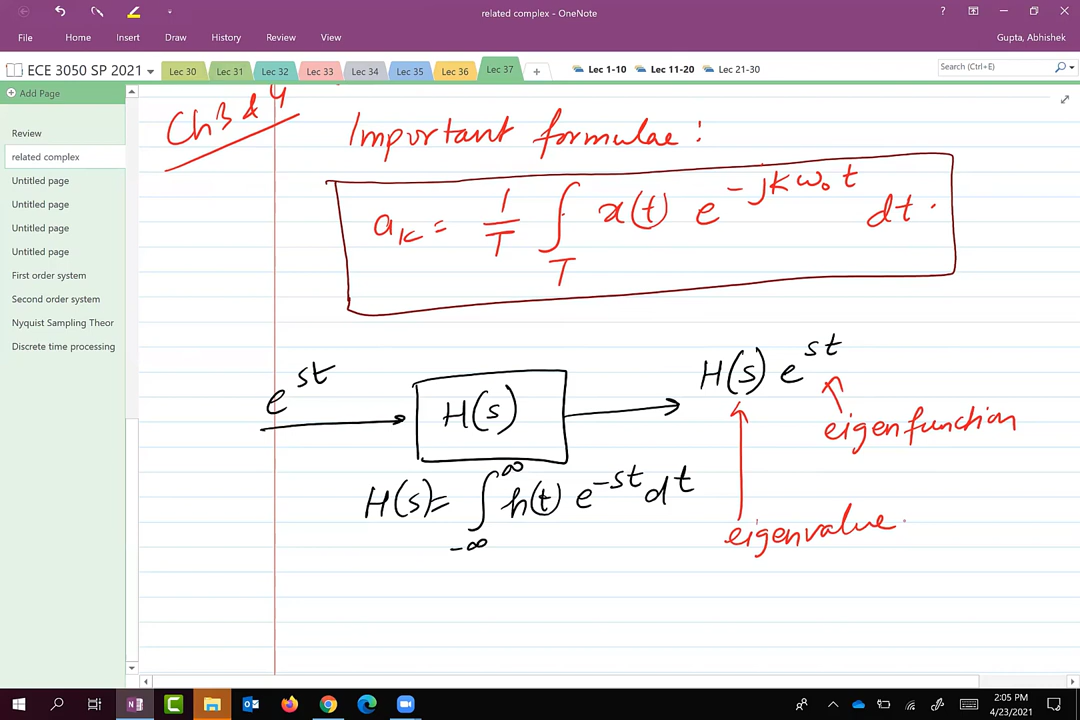 related complex - OneNote
?
File
Home
Insert
Draw
History
Review
View
Gupta, Abhishek
ECE 3050 SP 2021
Lec 30
Lec 31
Lec 32
Lec 33
Lec 34
Lec 35
Lec 36
Lec 37
+
Lec 1-10
Lec 11-20
Lec 21-30
Search (Ctrl+E)
Add Page
Review
related complex
Untitled page
Untitled page
Untitled page
Untitled page
First order system
Second order system
Nyquist Sampling Theor
Discrete time processing
Ch 3 & 4
Important formulae :
a_k = 1/T ∫_T x(t) e^{-jkω₀t} dt .
e^{st}
H(s)
H(s) e^{st}
eigenfunction
H(s)= ∫_{-∞}^{∞} h(t) e^{-st} dt
eigenvalue
2:05 PM
4/23/2021